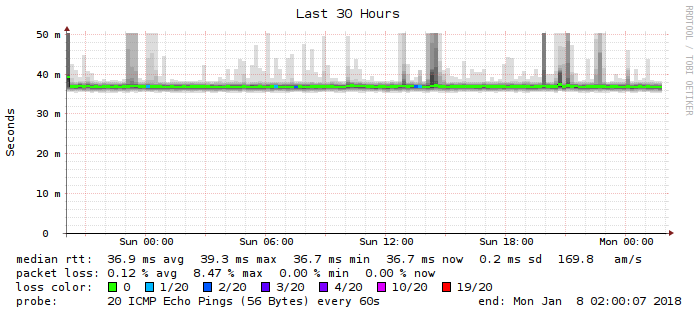 Last 30 Hours
RRDTOOL / TOBI OETIKER
Seconds
50 m
40 m
30 m
20 m
10 m
0
Sun 00:00 Sun 06:00 Sun 12:00 Sun 18:00 Mon 00:00
median rtt: 36.9 ms avg 39.3 ms max 36.7 ms min 36.7 ms now 0.2 ms sd 169.8 am/s
packet loss: 0.12 % avg 8.47 % max 0.00 % min 0.00 % now
loss color: 0 1/20 2/20 3/20 4/20 10/20 19/20
probe: 20 ICMP Echo Pings (56 Bytes) every 60s end: Mon Jan 8 02:00:07 2018